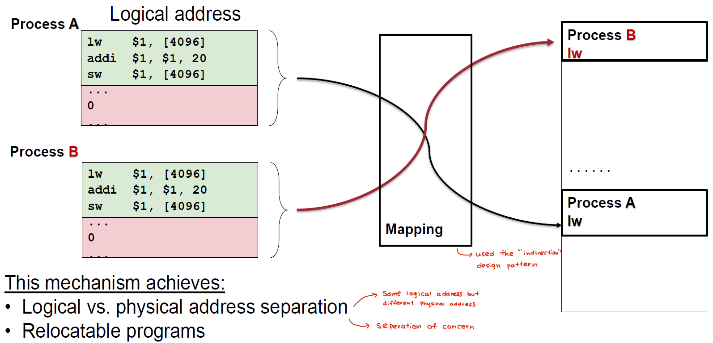 Logical address
Process A
lw $1, [4096]
addi $1, $1, 20
sw $1, [4096]
...
0
...
Process B
lw $1, [4096]
addi $1, $1, 20
sw $1, [4096]
...
0
...
Mapping
Process B
lw
......
Process A
lw
used the "indirection"
design pattern
This mechanism achieves:
• Logical vs. physical address separation
• Relocatable programs
Same logical address but
different physical address
seperation of concern